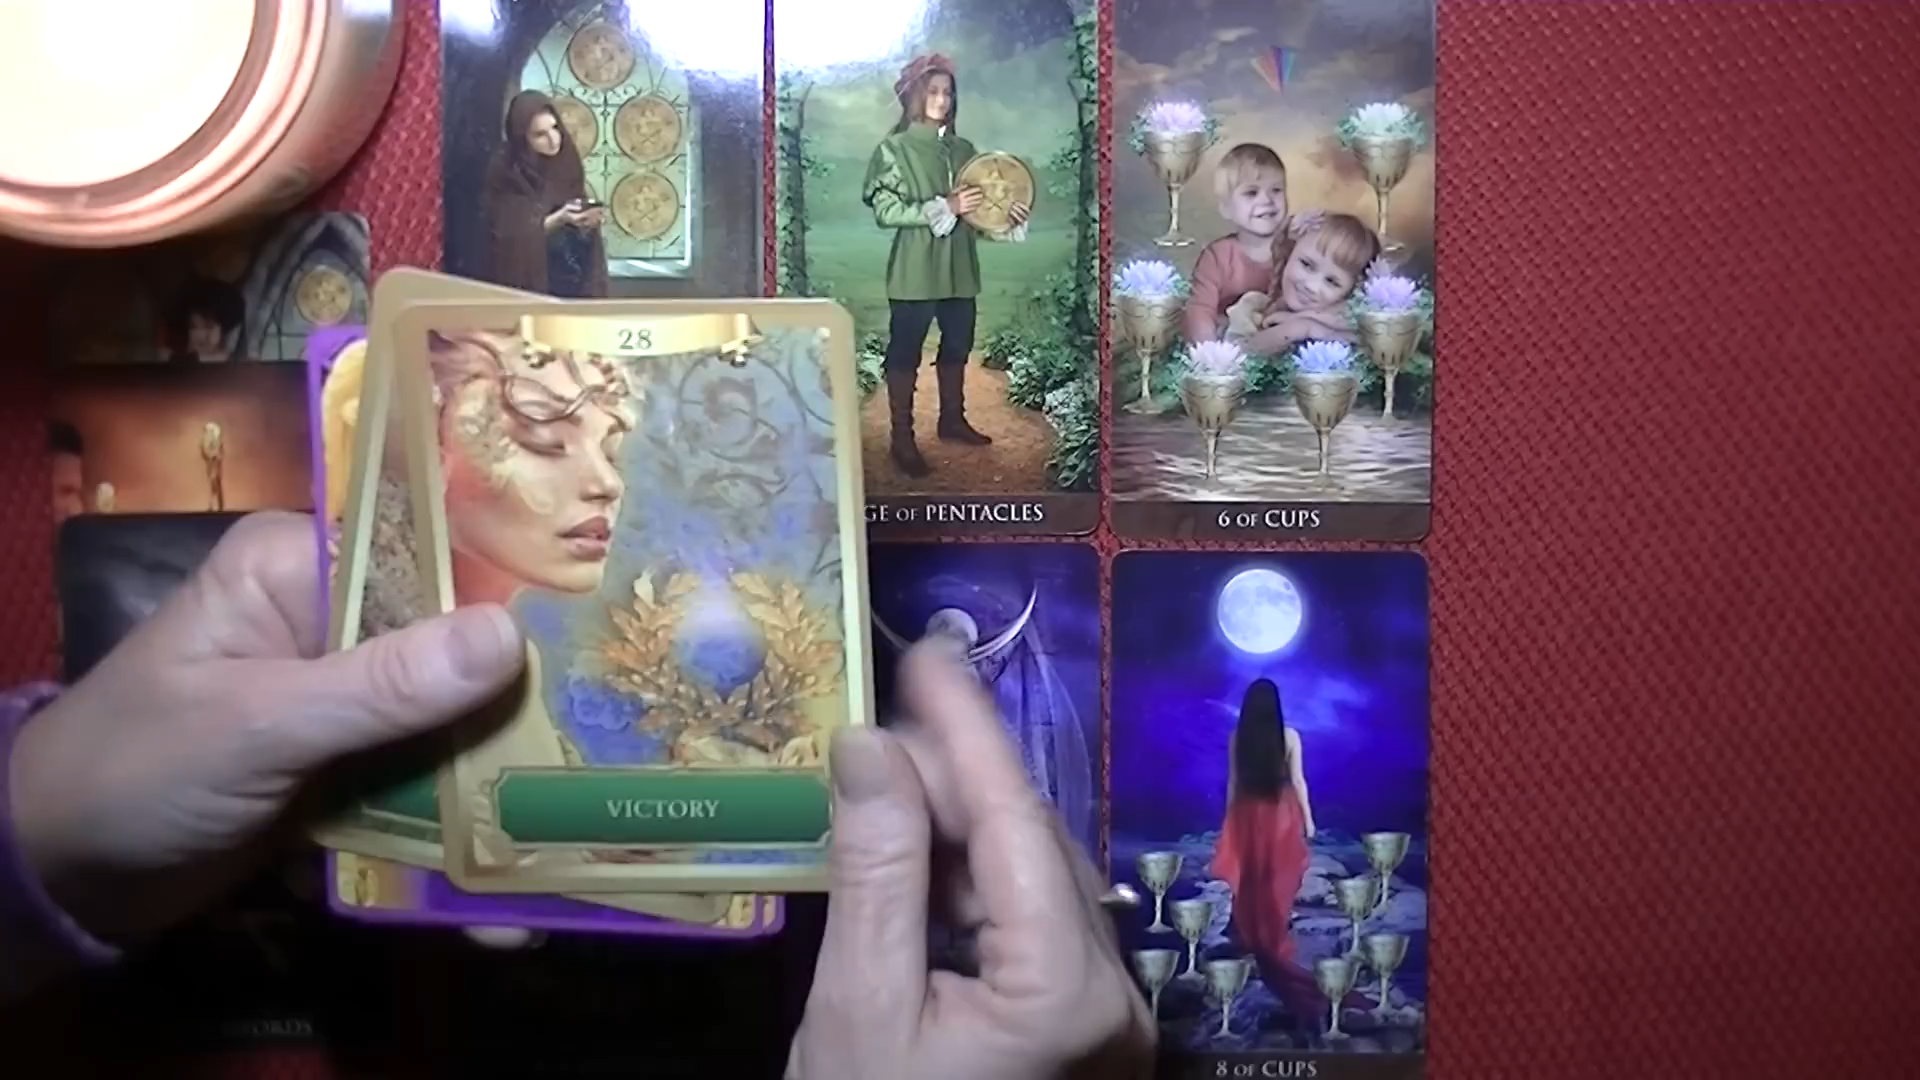 28
GE OF PENTACLES
6 OF CUPS
VICTORY
8 OF CUPS